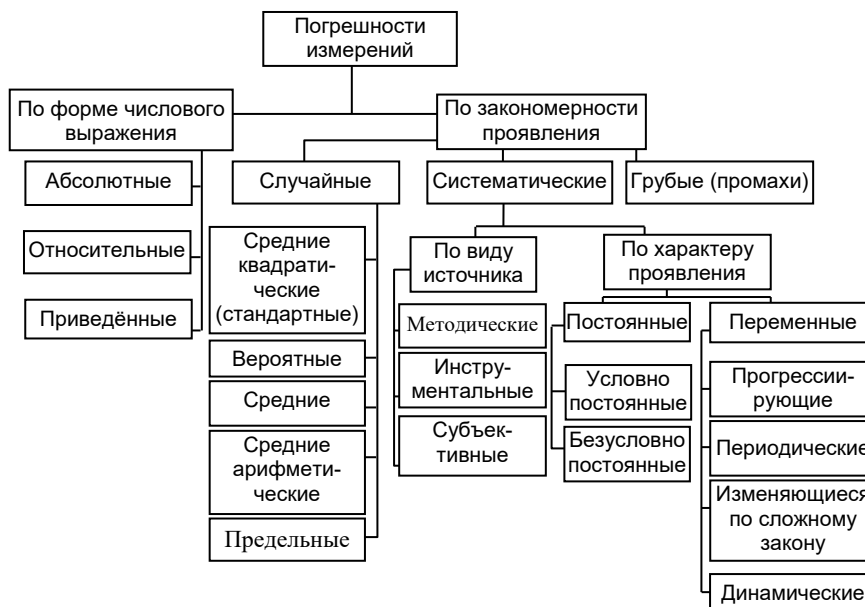 Погрешности
измерений
По форме числового
выражения
По закономерности
проявления
Абсолютные
Относительные
Приведённые
Случайные
Систематические
Грубые (промахи)
Средние
квадрати-
ческие
(стандартные)
Вероятные
Средние
Средние
арифмети-
ческие
Предельные
По виду
источника
Методические
Инстру-
ментальные
Субъек-
тивные
По характеру
проявления
Постоянные
Условно
постоянные
Безусловно
постоянные
Переменные
Прогрессии-
рующие
Периодические
Изменяющиеся
по сложному
закону
Динамические